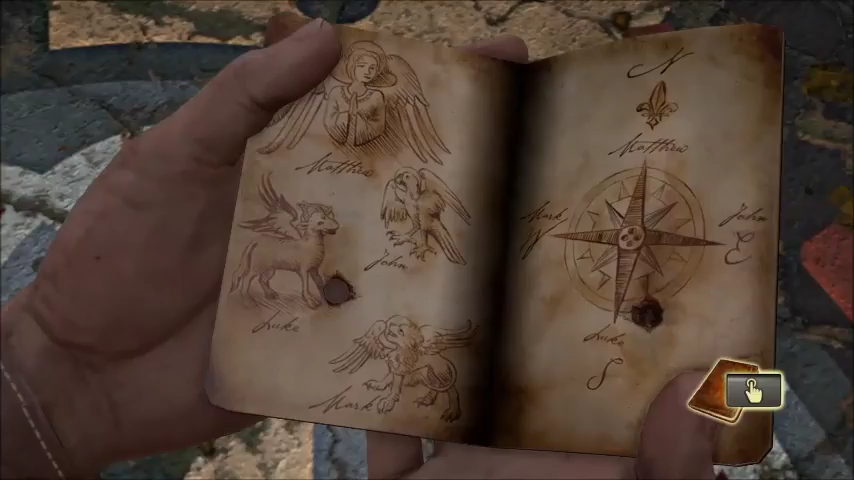 Matthew
John
Luke
Mark
N
Matthew
Mark
W
John
E
Luke
S